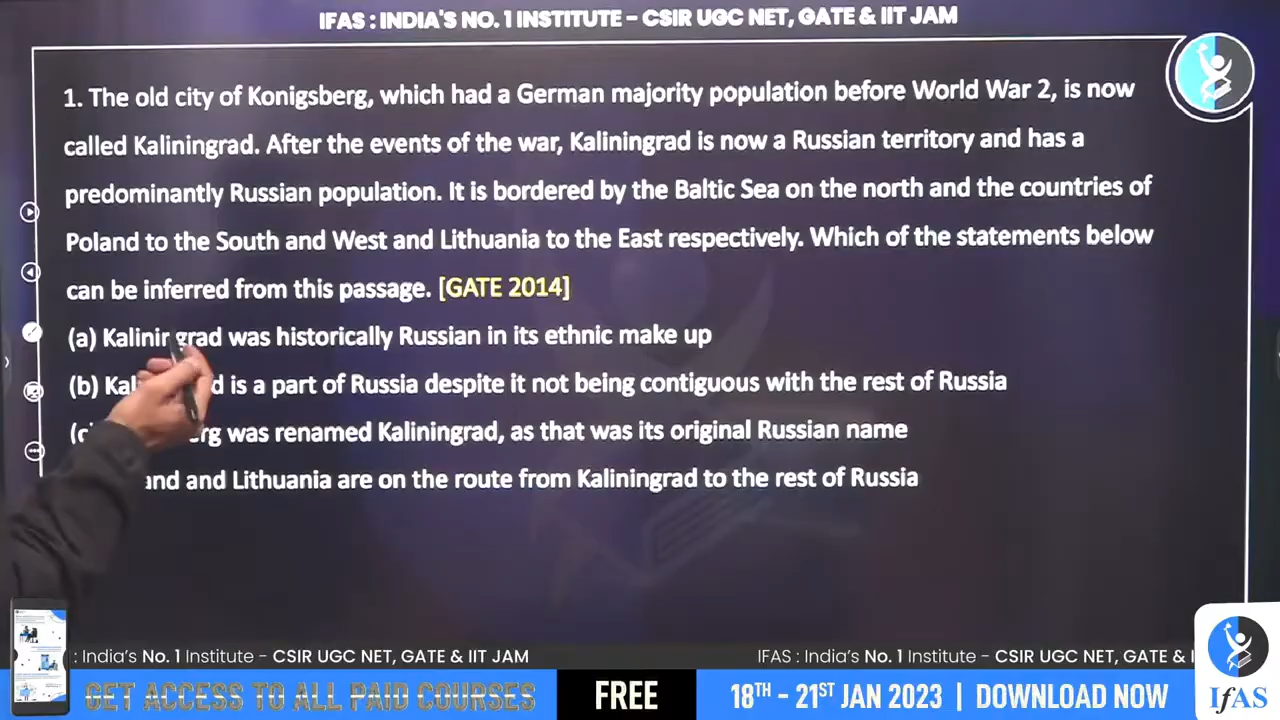 IFAS : INDIA'S NO. 1 INSTITUTE – CSIR UGC NET, GATE & IIT JAM
1. The old city of Konigsberg, which had a German majority population before World War 2, is now
called Kaliningrad. After the events of the war, Kaliningrad is now a Russian territory and has a
predominantly Russian population. It is bordered by the Baltic Sea on the north and the countries of
Poland to the South and West and Lithuania to the East respectively. Which of the statements below
can be inferred from this passage. [GATE 2014]
(a) Kaliningrad was historically Russian in its ethnic make up
(b) is a part of Russia despite it not being contiguous with the rest of Russia
was renamed Kaliningrad, as that was its original Russian name
and Lithuania are on the route from Kaliningrad to the rest of Russia
: India's No. 1 Institute – CSIR UGC NET, GATE & IIT JAM
IFAS : India's No. 1 Institute – CSIR UGC NET, GATE &
GET ACCESS TO ALL PAID COURSES
FREE
18TH – 21ST JAN 2023 | DOWNLOAD NOW
IfAS